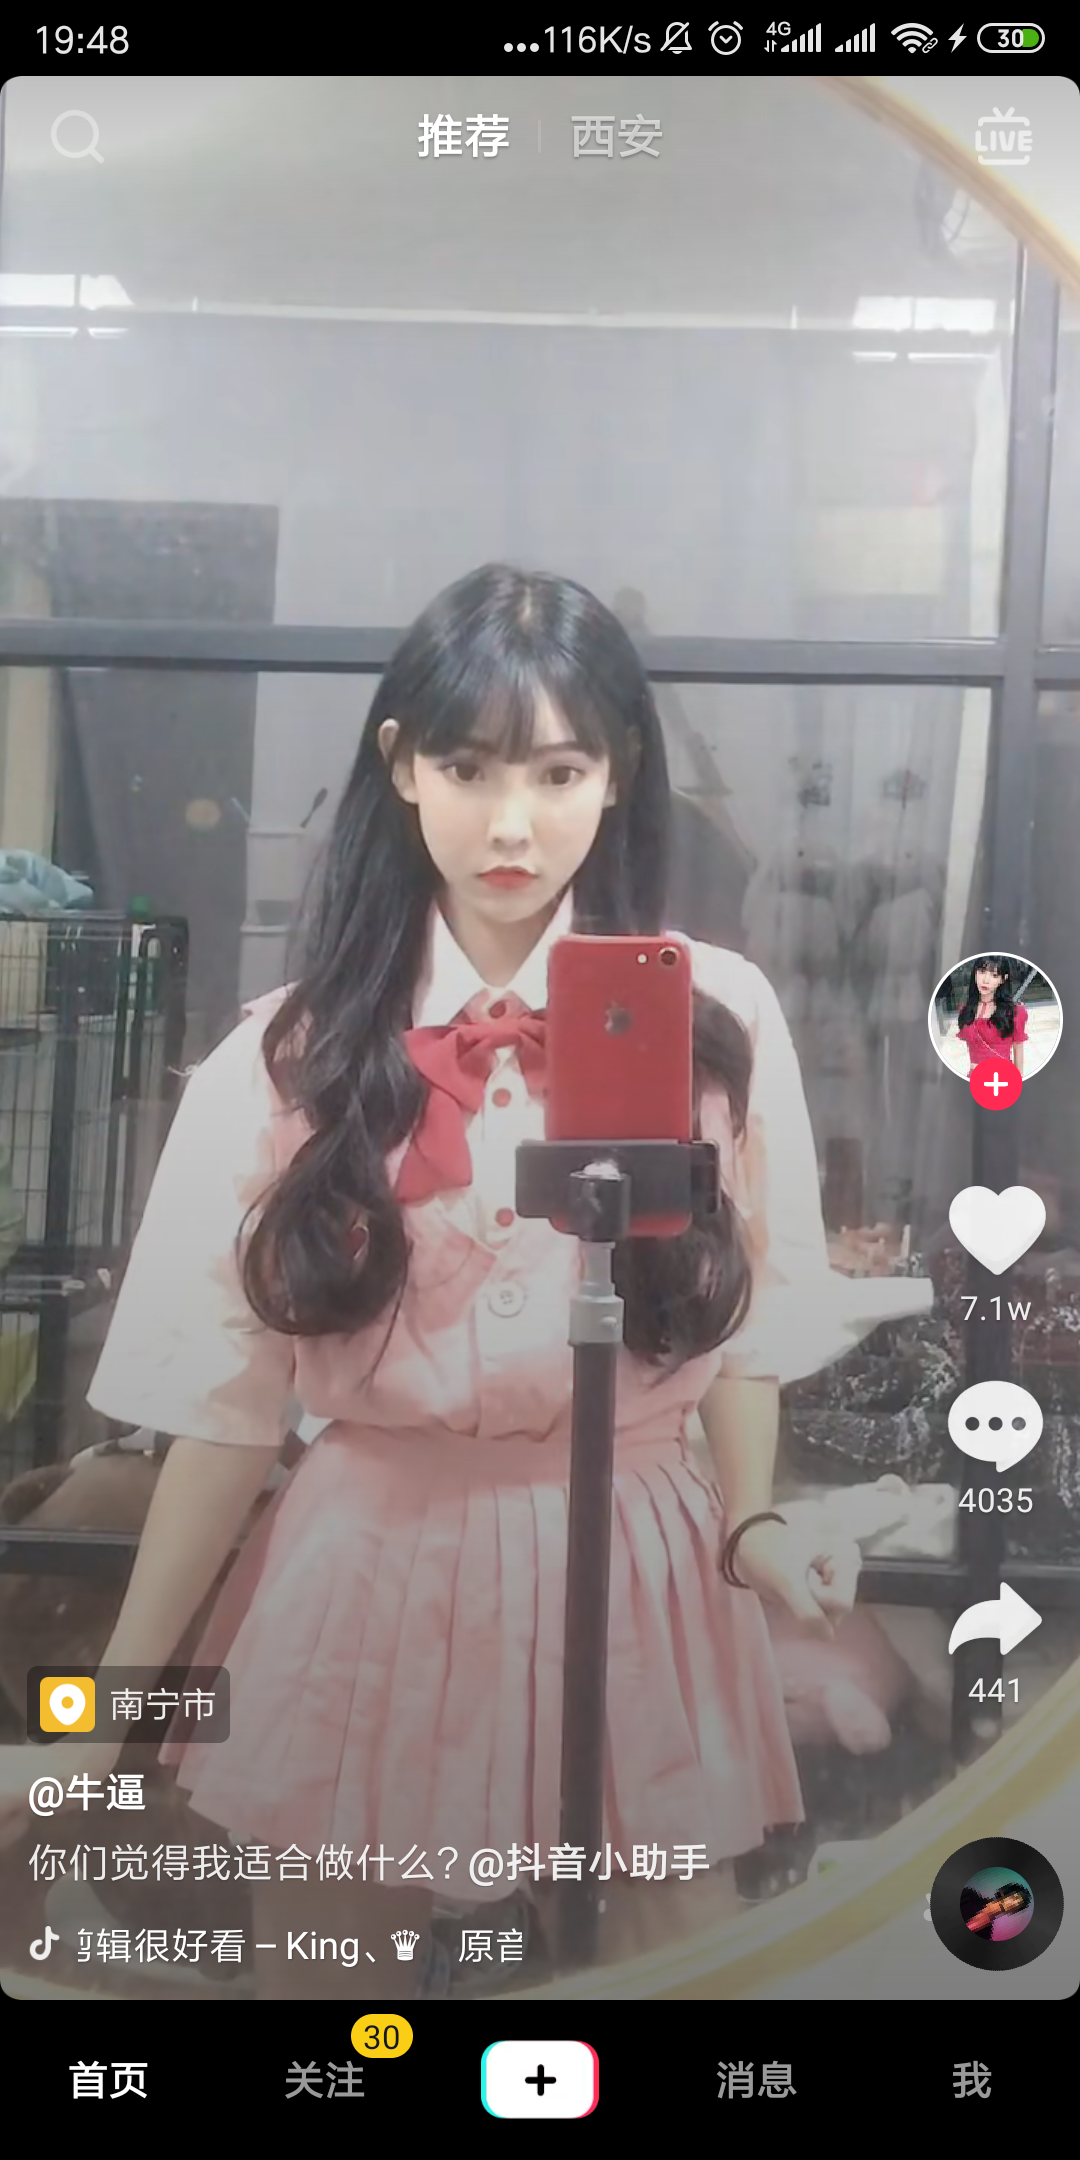 19:48 ...116K/s 4G 30
推荐 西安 LIVE
7.1w
4035
441
南宁市
@牛逼
你们觉得我适合做什么?@抖音小助手
辑很好看 – King、♛ 原音
30
首页 关注 消息 我